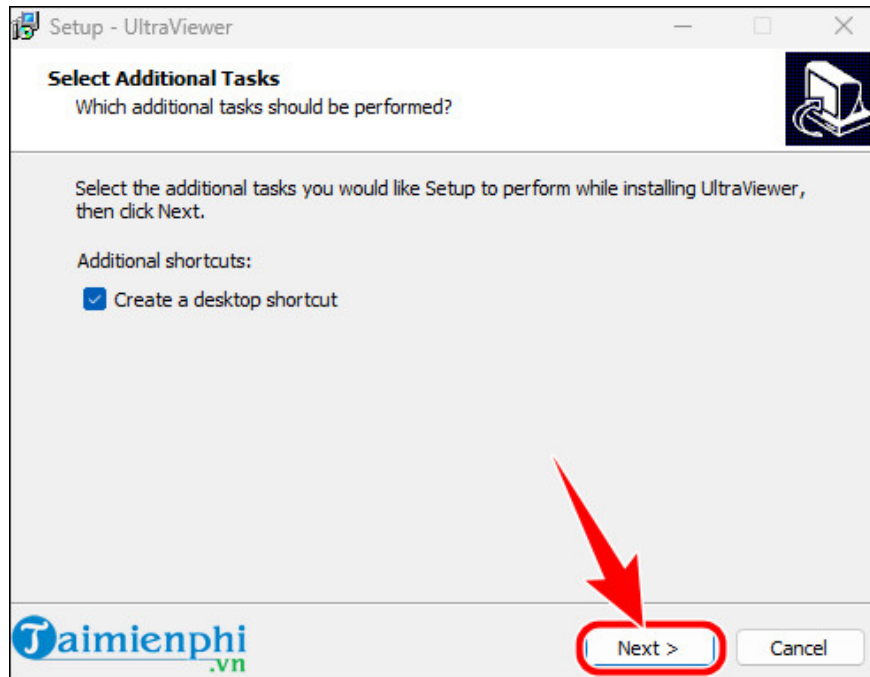 Setup - UltraViewer
Select Additional Tasks
Which additional tasks should be performed?
Select the additional tasks you would like Setup to perform while installing UltraViewer,
then click Next.
Additional shortcuts:
Create a desktop shortcut
Taimienphi
.vn
Next >
Cancel